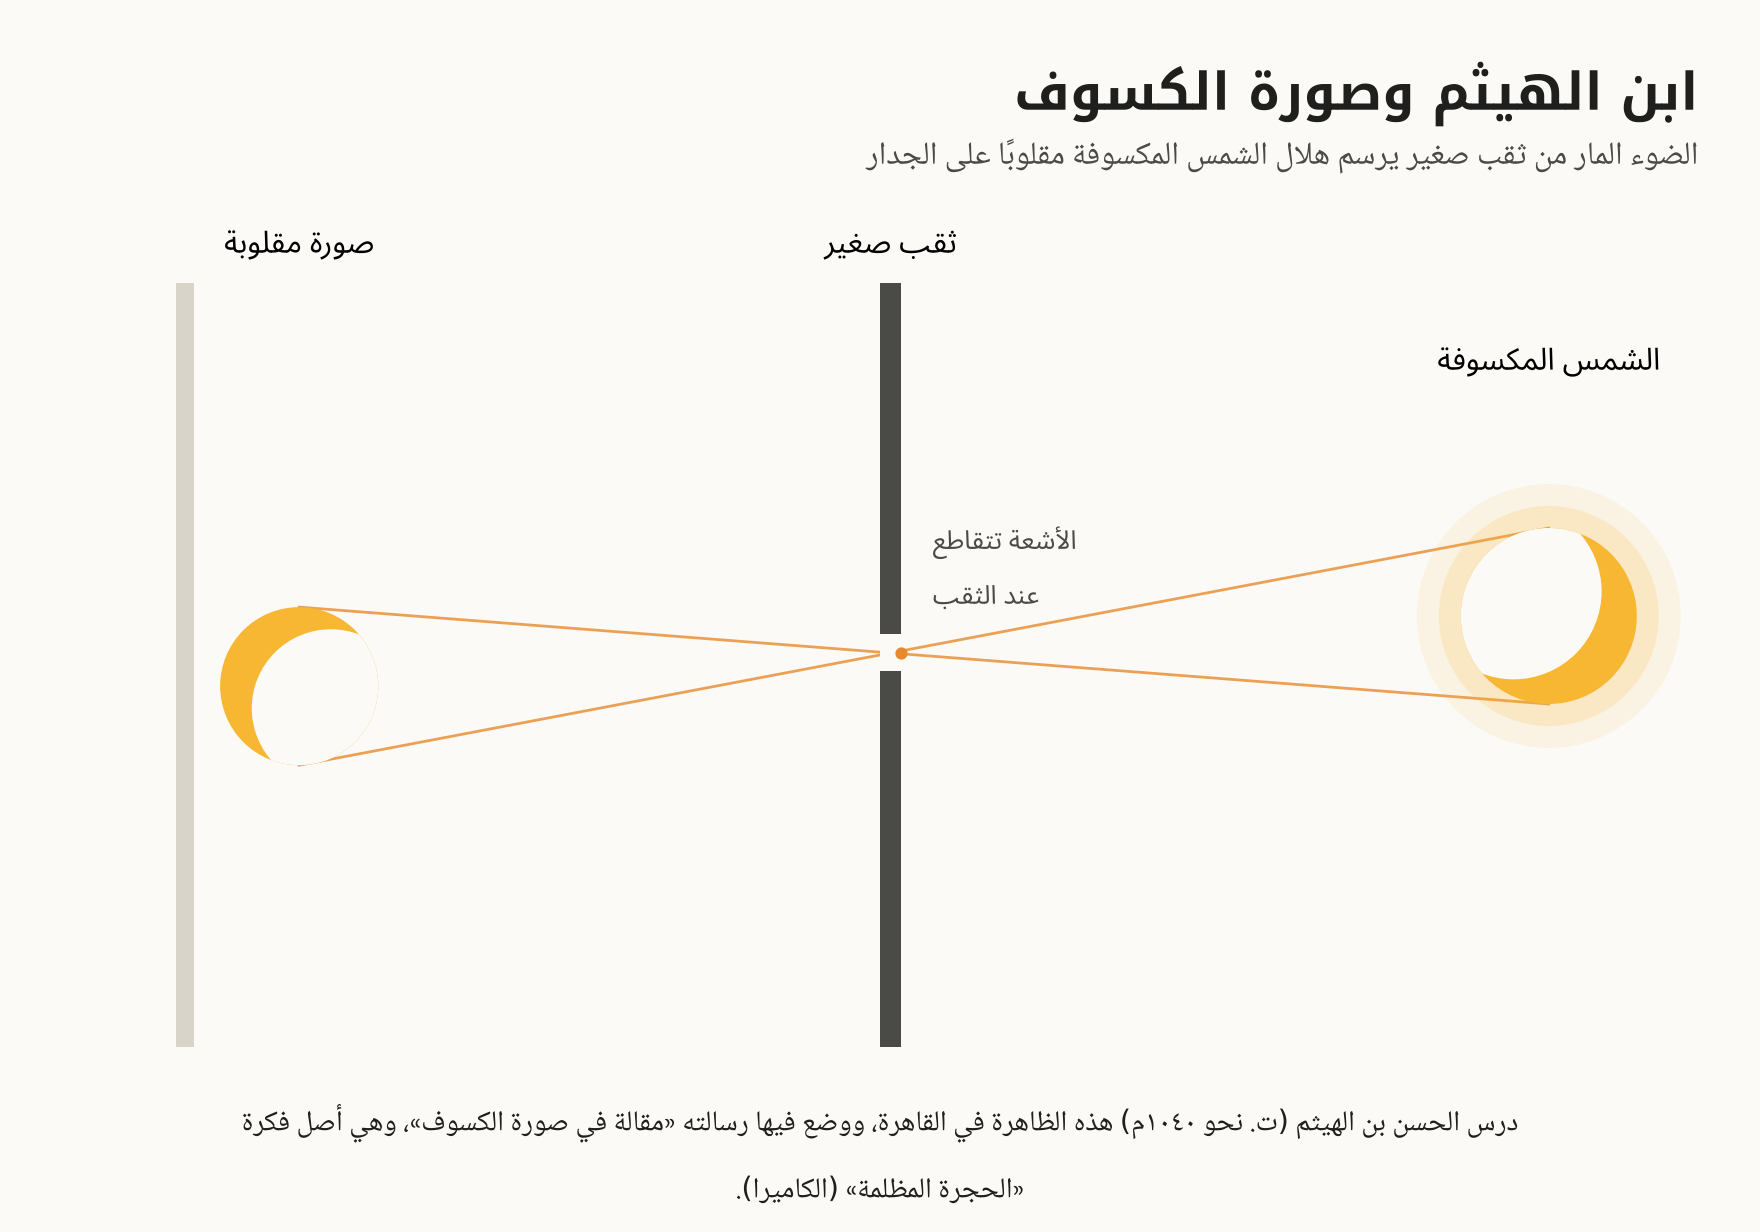 ابن الهيثم وصورة الكسوف
الضوء المار من ثقب صغير يرسم هلال الشمس المكسوفة مقلوبًا على الجدار
ثقب صغير
صورة مقلوبة
الشمس المكسوفة
الأشعة تتقاطع
عند الثقب
درس الحسن بن الهيثم (ت. نحو ١٠٤٠م) هذه الظاهرة في القاهرة، ووضع فيها رسالته «مقالة في صورة الكسوف»، وهي أصل فكرة
«الحجرة المظلمة» (الكاميرا).